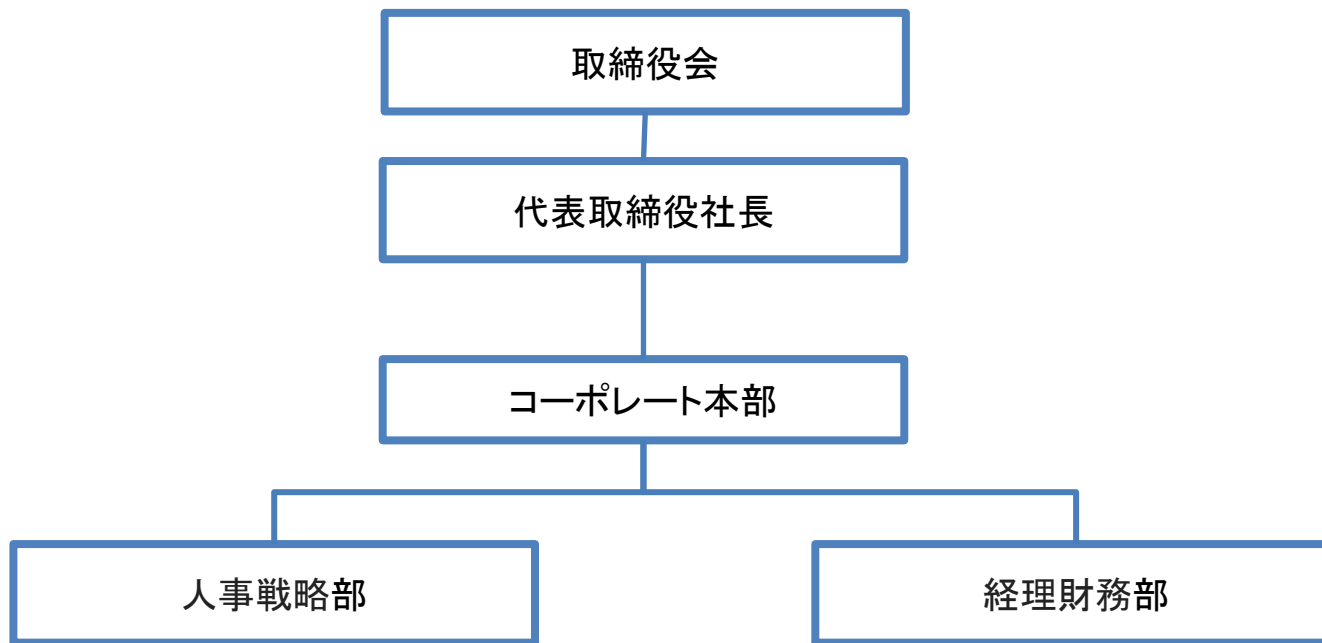 取締役会
代表取締役社長
コーポレート本部
人事戦略部
経理財務部